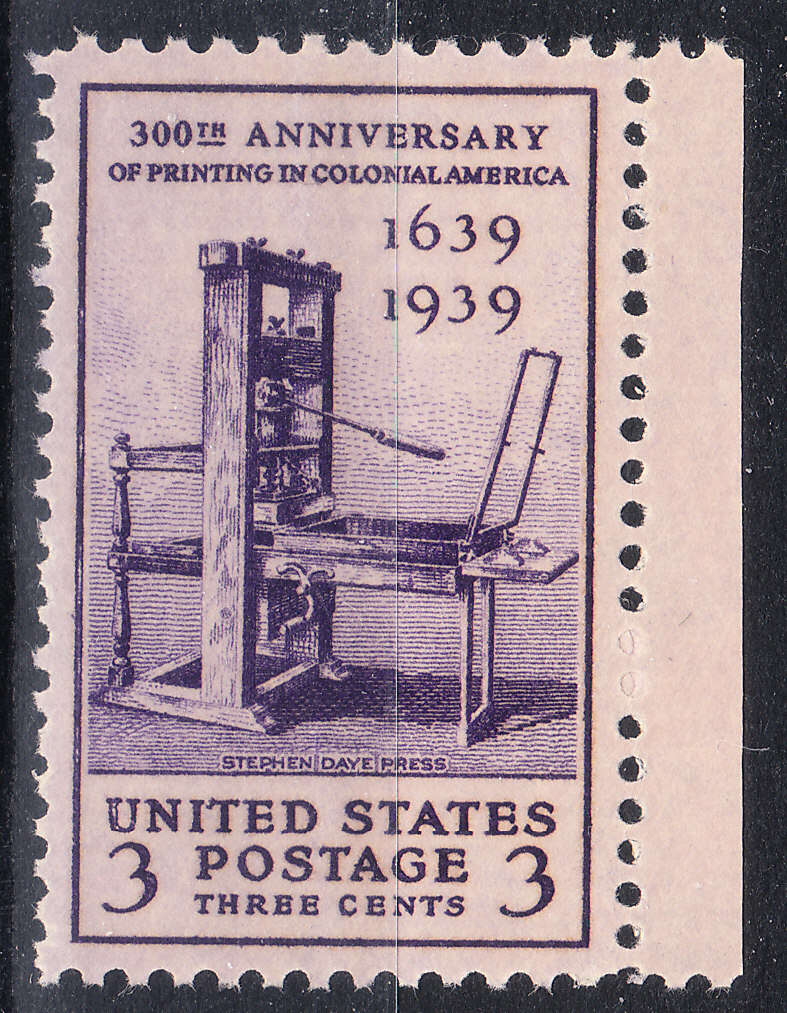 300TH ANNIVERSARY
OF PRINTING IN COLONIAL AMERICA
1639
1939
STEPHEN DAYE PRESS
UNITED STATES
3 POSTAGE 3
THREE CENTS